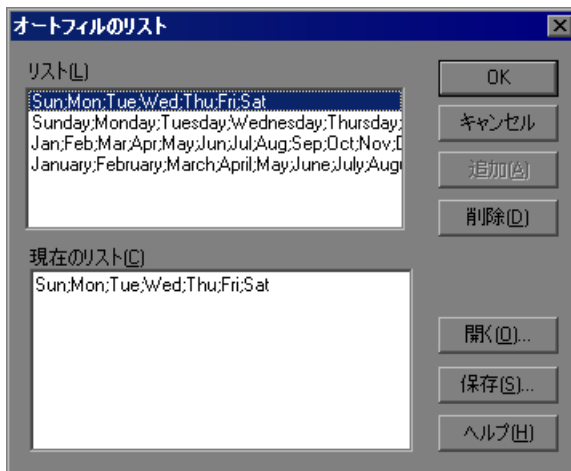 オートフィルのリスト
リスト(L)
Sun;Mon;Tue;Wed;Thu;Fri;Sat
Sunday;Monday;Tuesday;Wednesday;Thursday;
Jan;Feb;Mar;Apr;May;Jun;Jul;Aug;Sep;Oct;Nov;D
January;February;March;April;May;June;July;Augu
OK
キャンセル
追加(A)
削除(D)
現在のリスト(C)
Sun;Mon;Tue;Wed;Thu;Fri;Sat
開く(O)...
保存(S)...
ヘルプ(H)